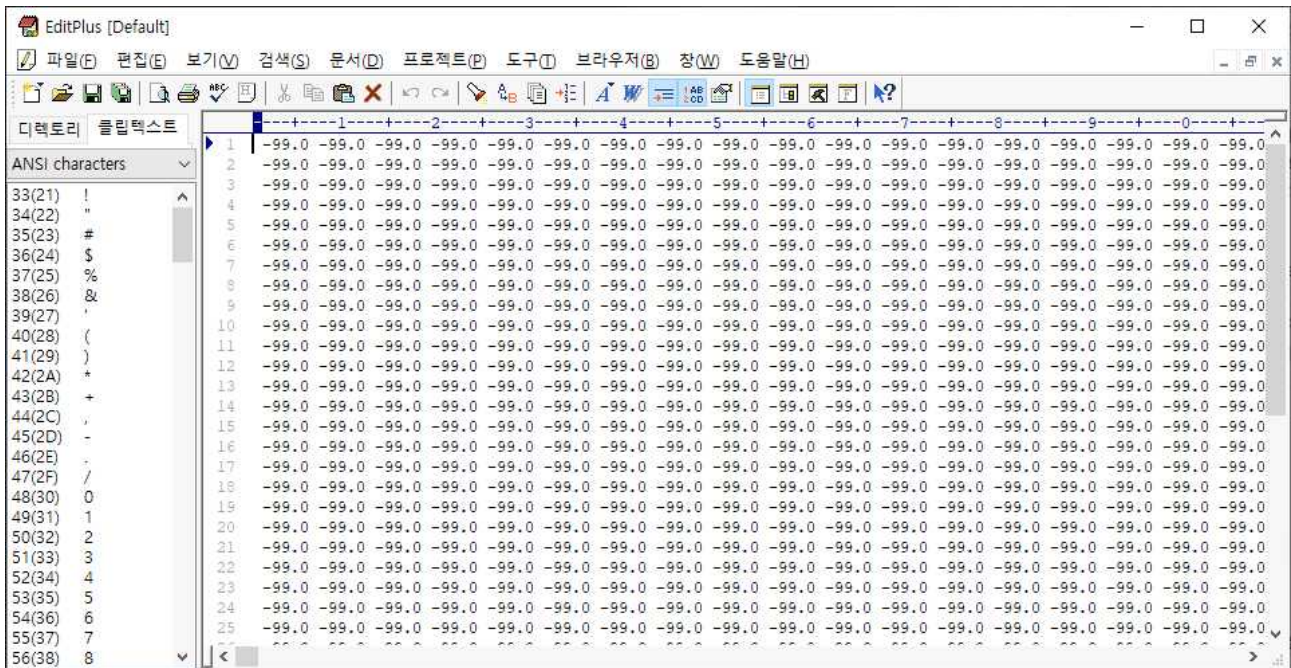 EditPlus [Default]
파일(F) 편집(E) 보기(V) 검색(S) 문서(D) 프로젝트(P) 도구(T) 브라우저(B) 창(W) 도움말(H)
디렉토리 클립텍스트
ANSI characters
33(21) !
34(22) "
35(23) #
36(24) $
37(25) %
38(26) &
39(27) '
40(28) (
41(29) )
42(2A) *
43(2B) +
44(2C) ,
45(2D) -
46(2E) .
47(2F) /
48(30) 0
49(31) 1
50(32) 2
51(33) 3
52(34) 4
53(35) 5
54(36) 6
55(37) 7
56(38) 8
----+----1----+----2----+----3----+----4----+----5----+----6----+----7----+----8----+----9----+----0----+---
1 -99.0 -99.0 -99.0 -99.0 -99.0 -99.0 -99.0 -99.0 -99.0 -99.0 -99.0 -99.0 -99.0 -99.0 -99.0 -99.0 -99.0 -99.0
2 -99.0 -99.0 -99.0 -99.0 -99.0 -99.0 -99.0 -99.0 -99.0 -99.0 -99.0 -99.0 -99.0 -99.0 -99.0 -99.0 -99.0 -99.0
3 -99.0 -99.0 -99.0 -99.0 -99.0 -99.0 -99.0 -99.0 -99.0 -99.0 -99.0 -99.0 -99.0 -99.0 -99.0 -99.0 -99.0 -99.0
4 -99.0 -99.0 -99.0 -99.0 -99.0 -99.0 -99.0 -99.0 -99.0 -99.0 -99.0 -99.0 -99.0 -99.0 -99.0 -99.0 -99.0 -99.0
5 -99.0 -99.0 -99.0 -99.0 -99.0 -99.0 -99.0 -99.0 -99.0 -99.0 -99.0 -99.0 -99.0 -99.0 -99.0 -99.0 -99.0 -99.0
6 -99.0 -99.0 -99.0 -99.0 -99.0 -99.0 -99.0 -99.0 -99.0 -99.0 -99.0 -99.0 -99.0 -99.0 -99.0 -99.0 -99.0 -99.0
7 -99.0 -99.0 -99.0 -99.0 -99.0 -99.0 -99.0 -99.0 -99.0 -99.0 -99.0 -99.0 -99.0 -99.0 -99.0 -99.0 -99.0 -99.0
8 -99.0 -99.0 -99.0 -99.0 -99.0 -99.0 -99.0 -99.0 -99.0 -99.0 -99.0 -99.0 -99.0 -99.0 -99.0 -99.0 -99.0 -99.0
9 -99.0 -99.0 -99.0 -99.0 -99.0 -99.0 -99.0 -99.0 -99.0 -99.0 -99.0 -99.0 -99.0 -99.0 -99.0 -99.0 -99.0 -99.0
10 -99.0 -99.0 -99.0 -99.0 -99.0 -99.0 -99.0 -99.0 -99.0 -99.0 -99.0 -99.0 -99.0 -99.0 -99.0 -99.0 -99.0 -99.0
11 -99.0 -99.0 -99.0 -99.0 -99.0 -99.0 -99.0 -99.0 -99.0 -99.0 -99.0 -99.0 -99.0 -99.0 -99.0 -99.0 -99.0 -99.0
12 -99.0 -99.0 -99.0 -99.0 -99.0 -99.0 -99.0 -99.0 -99.0 -99.0 -99.0 -99.0 -99.0 -99.0 -99.0 -99.0 -99.0 -99.0
13 -99.0 -99.0 -99.0 -99.0 -99.0 -99.0 -99.0 -99.0 -99.0 -99.0 -99.0 -99.0 -99.0 -99.0 -99.0 -99.0 -99.0 -99.0
14 -99.0 -99.0 -99.0 -99.0 -99.0 -99.0 -99.0 -99.0 -99.0 -99.0 -99.0 -99.0 -99.0 -99.0 -99.0 -99.0 -99.0 -99.0
15 -99.0 -99.0 -99.0 -99.0 -99.0 -99.0 -99.0 -99.0 -99.0 -99.0 -99.0 -99.0 -99.0 -99.0 -99.0 -99.0 -99.0 -99.0
16 -99.0 -99.0 -99.0 -99.0 -99.0 -99.0 -99.0 -99.0 -99.0 -99.0 -99.0 -99.0 -99.0 -99.0 -99.0 -99.0 -99.0 -99.0
17 -99.0 -99.0 -99.0 -99.0 -99.0 -99.0 -99.0 -99.0 -99.0 -99.0 -99.0 -99.0 -99.0 -99.0 -99.0 -99.0 -99.0 -99.0
18 -99.0 -99.0 -99.0 -99.0 -99.0 -99.0 -99.0 -99.0 -99.0 -99.0 -99.0 -99.0 -99.0 -99.0 -99.0 -99.0 -99.0 -99.0
19 -99.0 -99.0 -99.0 -99.0 -99.0 -99.0 -99.0 -99.0 -99.0 -99.0 -99.0 -99.0 -99.0 -99.0 -99.0 -99.0 -99.0 -99.0
20 -99.0 -99.0 -99.0 -99.0 -99.0 -99.0 -99.0 -99.0 -99.0 -99.0 -99.0 -99.0 -99.0 -99.0 -99.0 -99.0 -99.0 -99.0
21 -99.0 -99.0 -99.0 -99.0 -99.0 -99.0 -99.0 -99.0 -99.0 -99.0 -99.0 -99.0 -99.0 -99.0 -99.0 -99.0 -99.0 -99.0
22 -99.0 -99.0 -99.0 -99.0 -99.0 -99.0 -99.0 -99.0 -99.0 -99.0 -99.0 -99.0 -99.0 -99.0 -99.0 -99.0 -99.0 -99.0
23 -99.0 -99.0 -99.0 -99.0 -99.0 -99.0 -99.0 -99.0 -99.0 -99.0 -99.0 -99.0 -99.0 -99.0 -99.0 -99.0 -99.0 -99.0
24 -99.0 -99.0 -99.0 -99.0 -99.0 -99.0 -99.0 -99.0 -99.0 -99.0 -99.0 -99.0 -99.0 -99.0 -99.0 -99.0 -99.0 -99.0
25 -99.0 -99.0 -99.0 -99.0 -99.0 -99.0 -99.0 -99.0 -99.0 -99.0 -99.0 -99.0 -99.0 -99.0 -99.0 -99.0 -99.0 -99.0